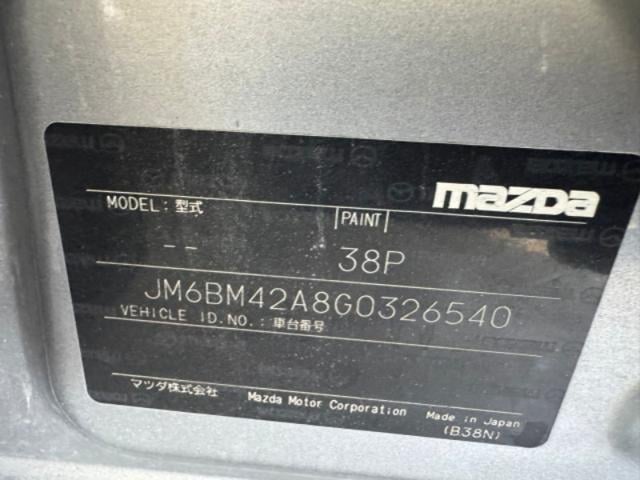 mazda
MODEL:型式
PAINT
-- 38P
JM6BM42A8G0326540
VEHICLE ID.NO.:車台番号
マツダ株式会社 Mazda Motor Corporation Made in Japan
(B38N)